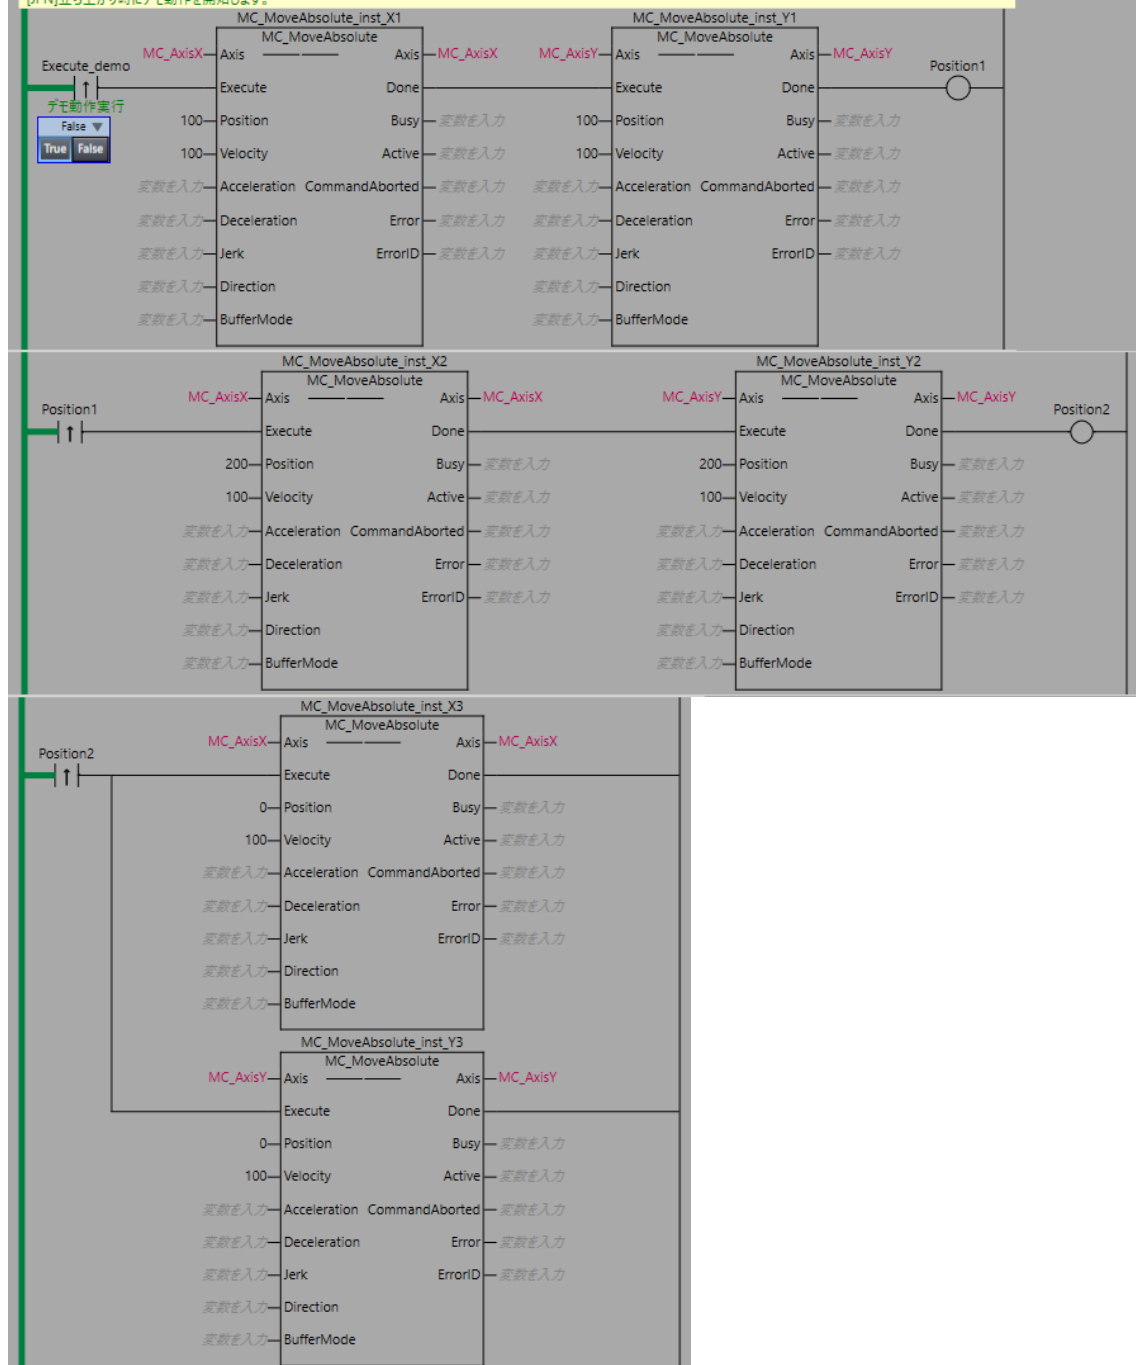 [JPN]立ち上がり時にデモ動作を開始します。
MC_MoveAbsolute_inst_X1 MC_MoveAbsolute_inst_Y1
MC_MoveAbsolute MC_MoveAbsolute
MC_AxisX Axis Axis MC_AxisX MC_AxisY Axis Axis MC_AxisY
Execute_demo Position1
Execute Done Execute Done
デモ動作実行
False
100 Position Busy 変数を入力 100 Position Busy 変数を入力
True False
100 Velocity Active 変数を入力 100 Velocity Active 変数を入力
変数を入力 Acceleration CommandAborted 変数を入力 変数を入力 Acceleration CommandAborted 変数を入力
変数を入力 Deceleration Error 変数を入力 変数を入力 Deceleration Error 変数を入力
変数を入力 Jerk ErrorID 変数を入力 変数を入力 Jerk ErrorID 変数を入力
変数を入力 Direction 変数を入力 Direction
変数を入力 BufferMode 変数を入力 BufferMode
MC_MoveAbsolute_inst_X2 MC_MoveAbsolute_inst_Y2
MC_MoveAbsolute MC_MoveAbsolute
MC_AxisX Axis Axis MC_AxisX MC_AxisY Axis Axis MC_AxisY
Position1 Position2
Execute Done Execute Done
200 Position Busy 変数を入力 200 Position Busy 変数を入力
100 Velocity Active 変数を入力 100 Velocity Active 変数を入力
変数を入力 Acceleration CommandAborted 変数を入力 変数を入力 Acceleration CommandAborted 変数を入力
変数を入力 Deceleration Error 変数を入力 変数を入力 Deceleration Error 変数を入力
変数を入力 Jerk ErrorID 変数を入力 変数を入力 Jerk ErrorID 変数を入力
変数を入力 Direction 変数を入力 Direction
変数を入力 BufferMode 変数を入力 BufferMode
MC_MoveAbsolute_inst_X3
MC_MoveAbsolute
MC_AxisX Axis Axis MC_AxisX
Position2
Execute Done
0 Position Busy 変数を入力
100 Velocity Active 変数を入力
変数を入力 Acceleration CommandAborted 変数を入力
変数を入力 Deceleration Error 変数を入力
変数を入力 Jerk ErrorID 変数を入力
変数を入力 Direction
変数を入力 BufferMode
MC_MoveAbsolute_inst_Y3
MC_MoveAbsolute
MC_AxisY Axis Axis MC_AxisY
Execute Done
0 Position Busy 変数を入力
100 Velocity Active 変数を入力
変数を入力 Acceleration CommandAborted 変数を入力
変数を入力 Deceleration Error 変数を入力
変数を入力 Jerk ErrorID 変数を入力
変数を入力 Direction
変数を入力 BufferMode